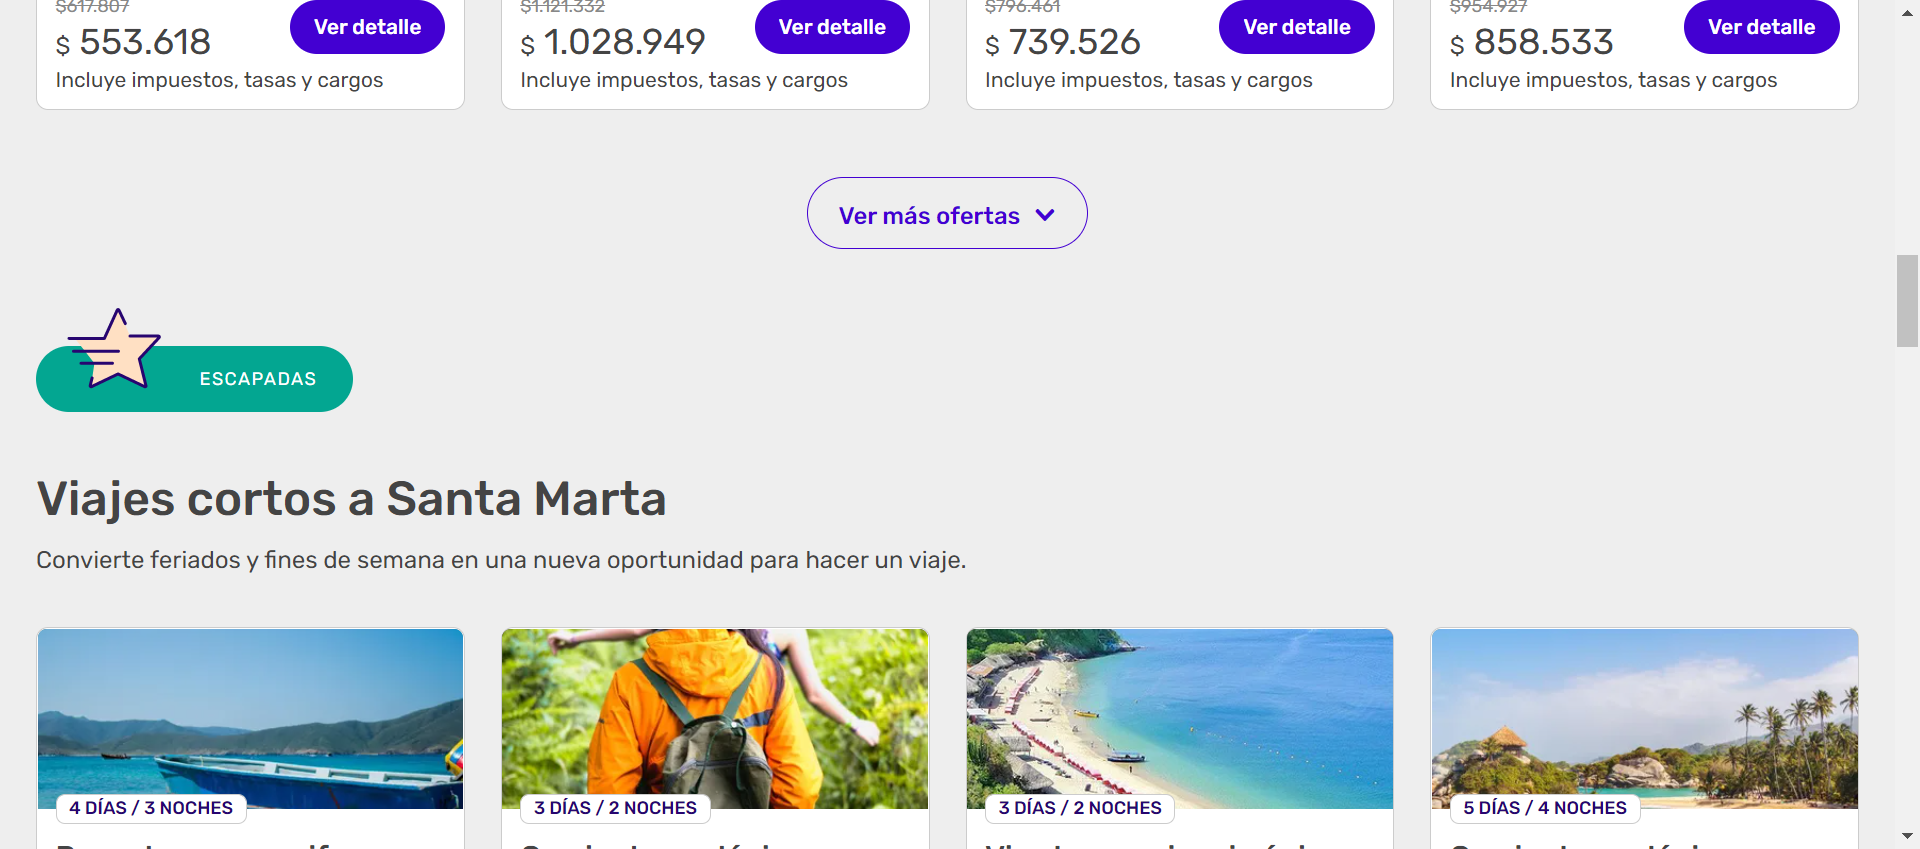 $617.807
$ 553.618
Ver detalle
Incluye impuestos, tasas y cargos
$1.121.332
$ 1.028.949
Ver detalle
Incluye impuestos, tasas y cargos
$796.461
$ 739.526
Ver detalle
Incluye impuestos, tasas y cargos
$954.927
$ 858.533
Ver detalle
Incluye impuestos, tasas y cargos
Ver más ofertas
ESCAPADAS
Viajes cortos a Santa Marta
Convierte feriados y fines de semana en una nueva oportunidad para hacer un viaje.
4 DÍAS / 3 NOCHES
3 DÍAS / 2 NOCHES
3 DÍAS / 2 NOCHES
5 DÍAS / 4 NOCHES